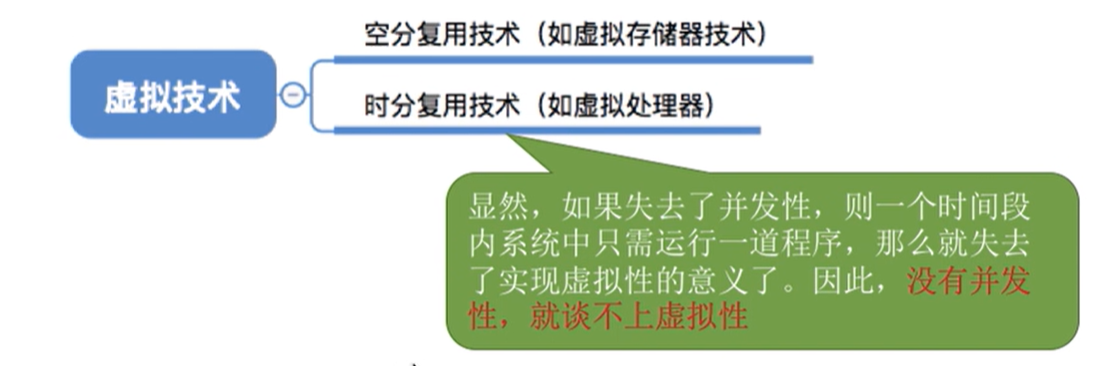 虚拟技术
空分复用技术（如虚拟存储器技术）
时分复用技术（如虚拟处理器）
显然，如果失去了并发性，则一个时间段
内系统中只需运行一道程序，那么就失去
了实现虚拟性的意义了。因此，没有并发
性，就谈不上虚拟性